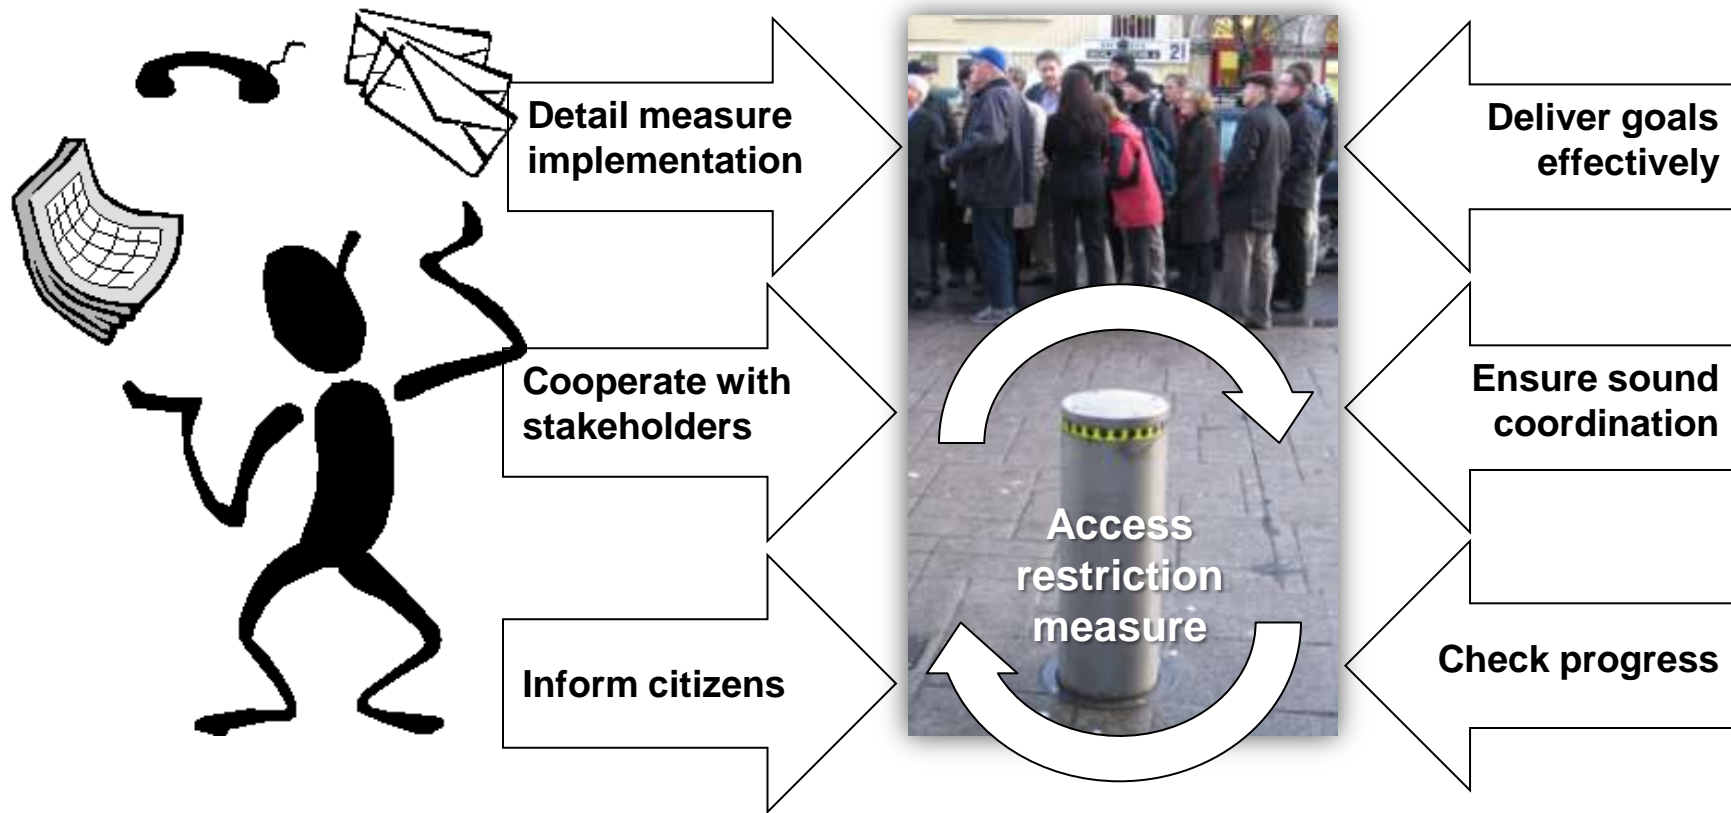 Detail measure
implementation
Cooperate with
stakeholders
Inform citizens
21
Access
restriction
measure
Deliver goals
effectively
Ensure sound
coordination
Check progress